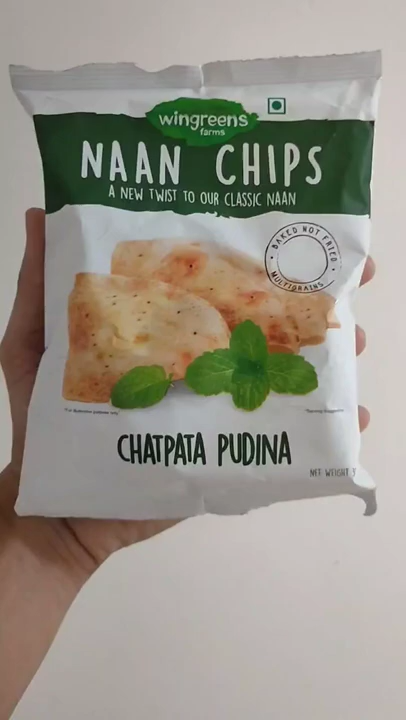 wingreens
farms
NAAN CHIPS
A NEW TWIST TO OUR CLASSIC NAAN
BAKED NOT FRIED
MULTIGRAINS
CHATPATA PUDINA
NET WEIGHT